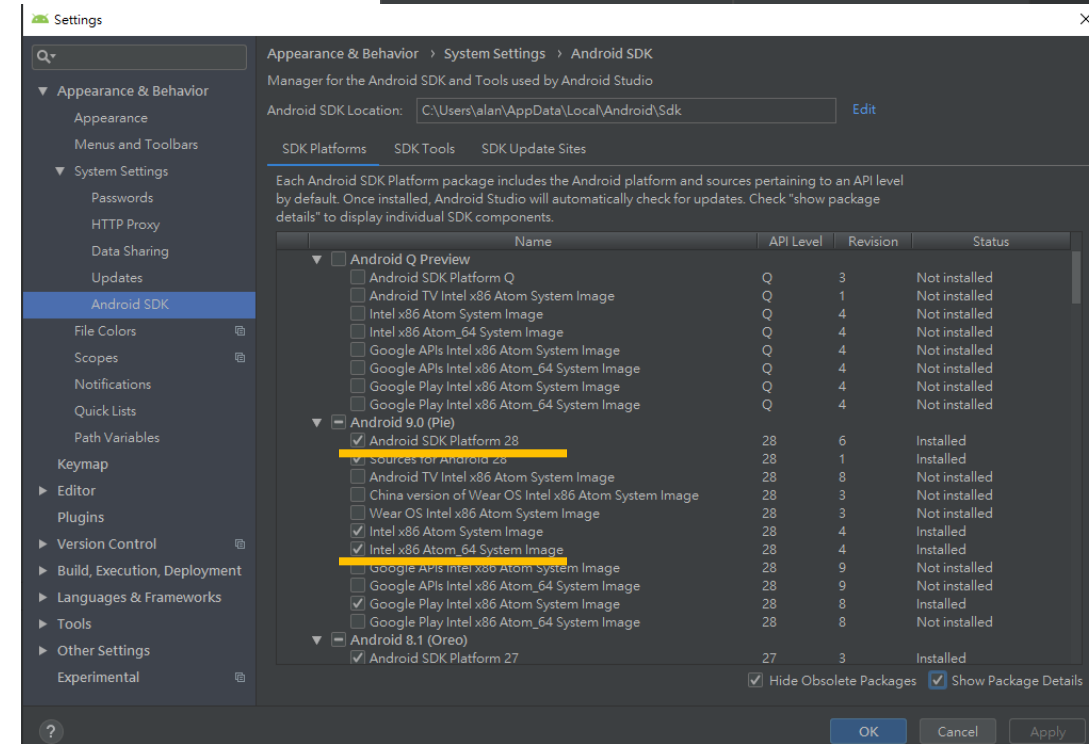 Settings
Appearance & Behavior
Appearance
Menus and Toolbars
System Settings
Passwords
HTTP Proxy
Data Sharing
Updates
Android SDK
File Colors
Scopes
Notifications
Quick Lists
Path Variables
Keymap
Editor
Plugins
Version Control
Build, Execution, Deployment
Languages & Frameworks
Tools
Other Settings
Experimental
Appearance & Behavior › System Settings › Android SDK
Manager for the Android SDK and Tools used by Android Studio
Android SDK Location: C:\Users\alan\AppData\Local\Android\Sdk Edit
SDK Platforms SDK Tools SDK Update Sites
Each Android SDK Platform package includes the Android platform and sources pertaining to an API level
by default. Once installed, Android Studio will automatically check for updates. Check "show package
details" to display individual SDK components.
Name API Level Revision Status
Android Q Preview
Android SDK Platform Q Q 3 Not installed
Android TV Intel x86 Atom System Image Q 1 Not installed
Intel x86 Atom System Image Q 4 Not installed
Intel x86 Atom_64 System Image Q 4 Not installed
Google APIs Intel x86 Atom System Image Q 4 Not installed
Google APIs Intel x86 Atom_64 System Image Q 4 Not installed
Google Play Intel x86 Atom System Image Q 4 Not installed
Google Play Intel x86 Atom_64 System Image Q 4 Not installed
Android 9.0 (Pie)
Android SDK Platform 28 28 6 Installed
Sources for Android 28 28 1 Installed
Android TV Intel x86 Atom System Image 28 8 Not installed
China version of Wear OS Intel x86 Atom System Image 28 3 Not installed
Wear OS Intel x86 Atom System Image 28 3 Not installed
Intel x86 Atom System Image 28 4 Installed
Intel x86 Atom_64 System Image 28 4 Installed
Google APIs Intel x86 Atom System Image 28 9 Not installed
Google APIs Intel x86 Atom_64 System Image 28 9 Not installed
Google Play Intel x86 Atom System Image 28 8 Installed
Google Play Intel x86 Atom_64 System Image 28 8 Not installed
Android 8.1 (Oreo)
Android SDK Platform 27 27 3 Installed
Hide Obsolete Packages Show Package Details
? OK Cancel Apply